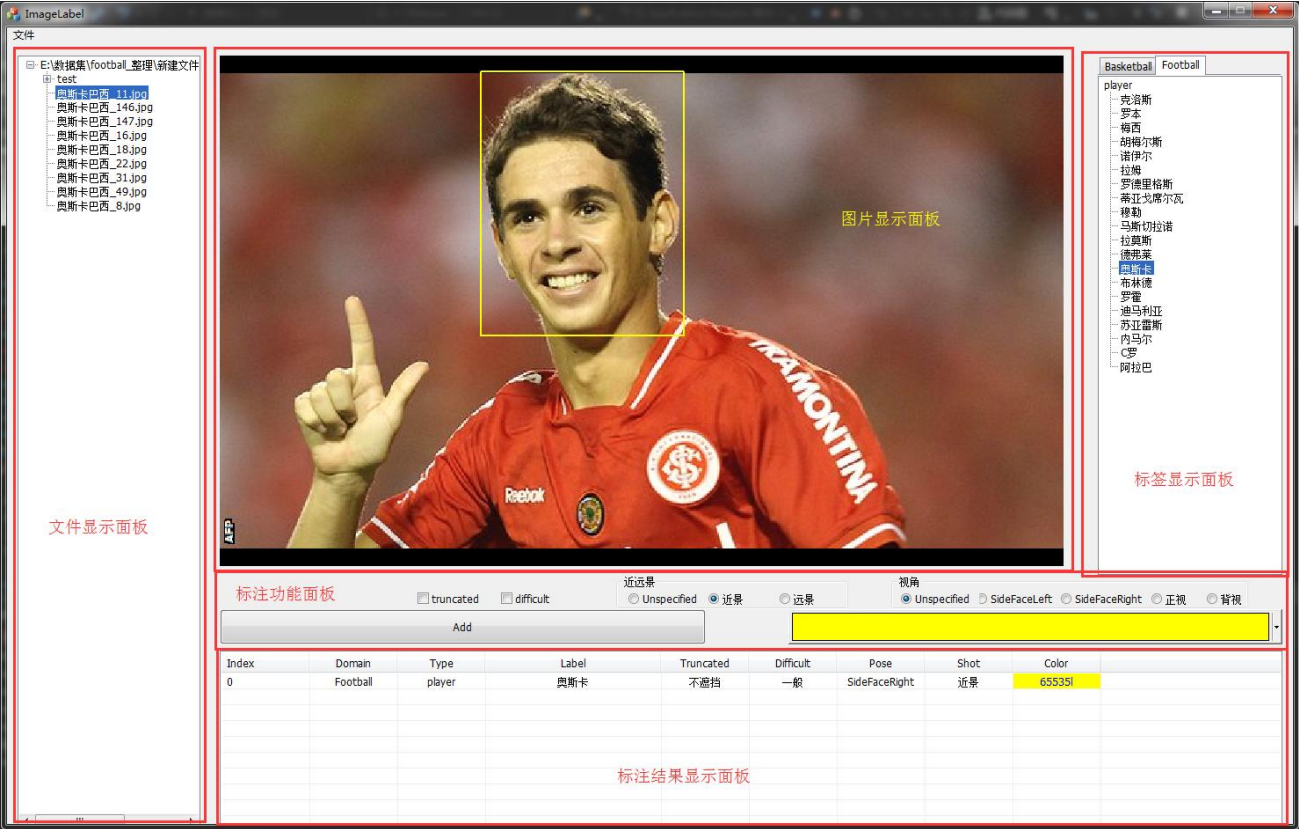 ImageLabel
文件
E:\数据集\football_整理\新建文件
test
奥斯卡巴西_11.jpg
奥斯卡巴西_146.jpg
奥斯卡巴西_147.jpg
奥斯卡巴西_16.jpg
奥斯卡巴西_18.jpg
奥斯卡巴西_22.jpg
奥斯卡巴西_31.jpg
奥斯卡巴西_49.jpg
奥斯卡巴西_8.jpg
文件显示面板
图片显示面板
TRAMONTINA
Reebok
AFP
Basketball Football
player
克洛斯
罗本
梅西
胡梅尔斯
诺伊尔
拉姆
罗德里格斯
蒂亚戈席尔瓦
穆勒
马斯切拉诺
拉莫斯
德弗莱
奥斯卡
布林德
罗霍
迪马利亚
苏亚雷斯
内马尔
C罗
阿拉巴
标签显示面板
标注功能面板
truncated difficult
近远景
Unspecified 近景 远景
视角
Unspecified SideFaceLeft SideFaceRight 正视 背视
Add
Index Domain Type Label Truncated Difficult Pose Shot Color
0 Football player 奥斯卡 不遮挡 一般 SideFaceRight 近景 65535l
标注结果显示面板